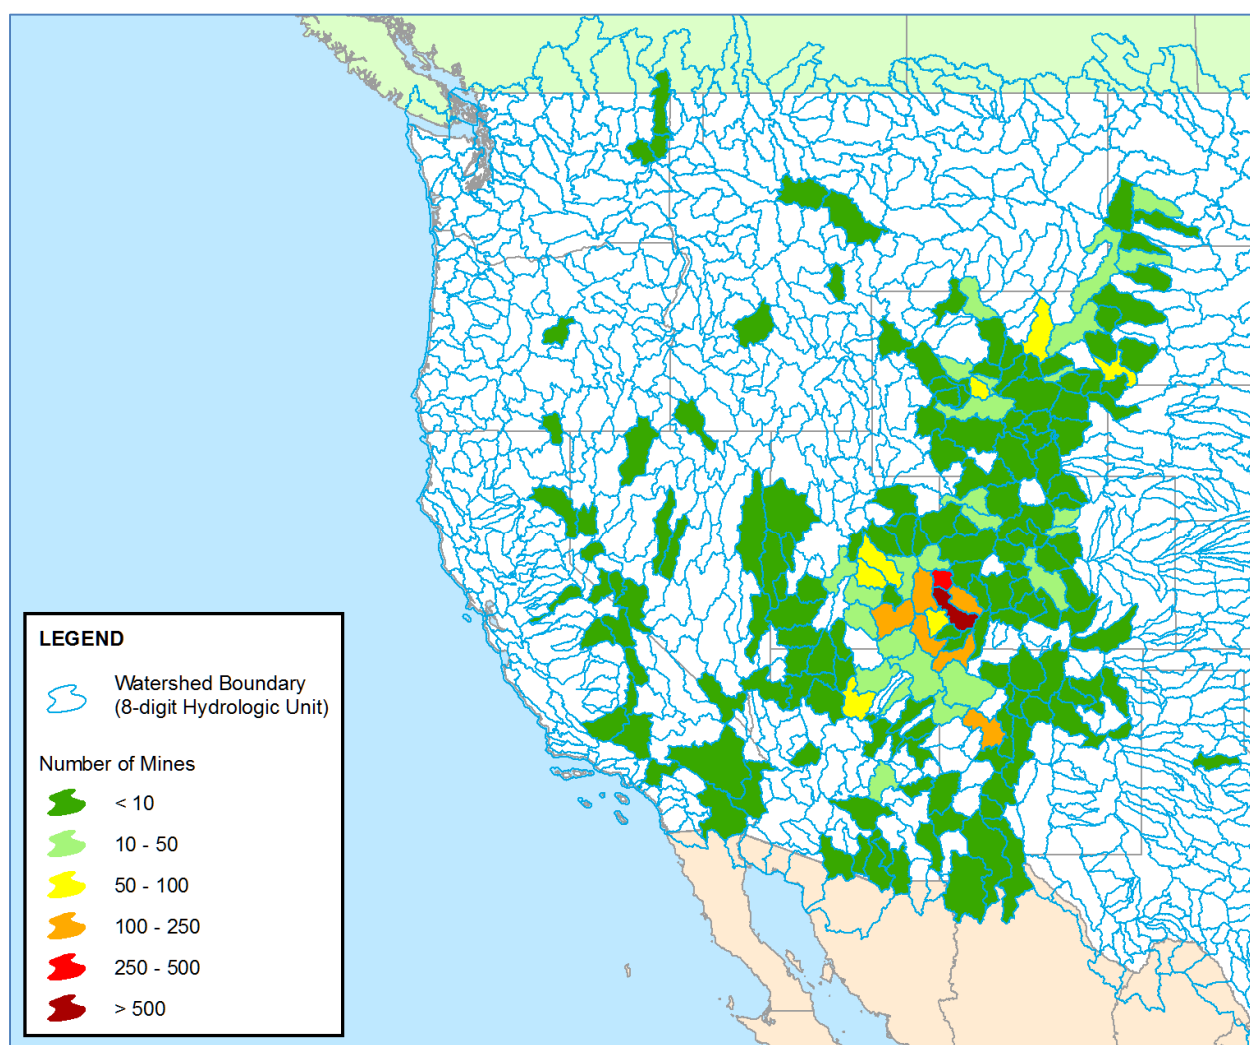 LEGEND
Watershed Boundary
(8-digit Hydrologic Unit)
Number of Mines
< 10
10 - 50
50 - 100
100 - 250
250 - 500
> 500